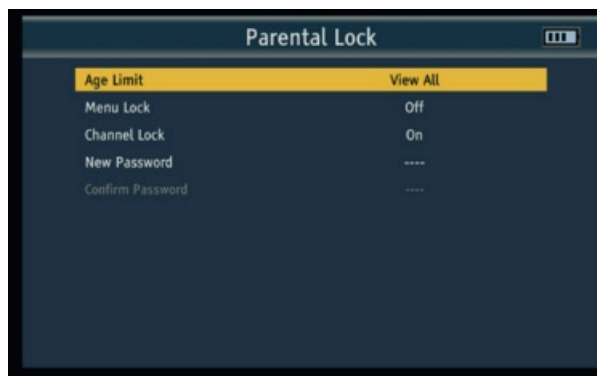 Parental Lock
Age Limit View All
Menu Lock Off
Channel Lock On
New Password ----
Confirm Password ----